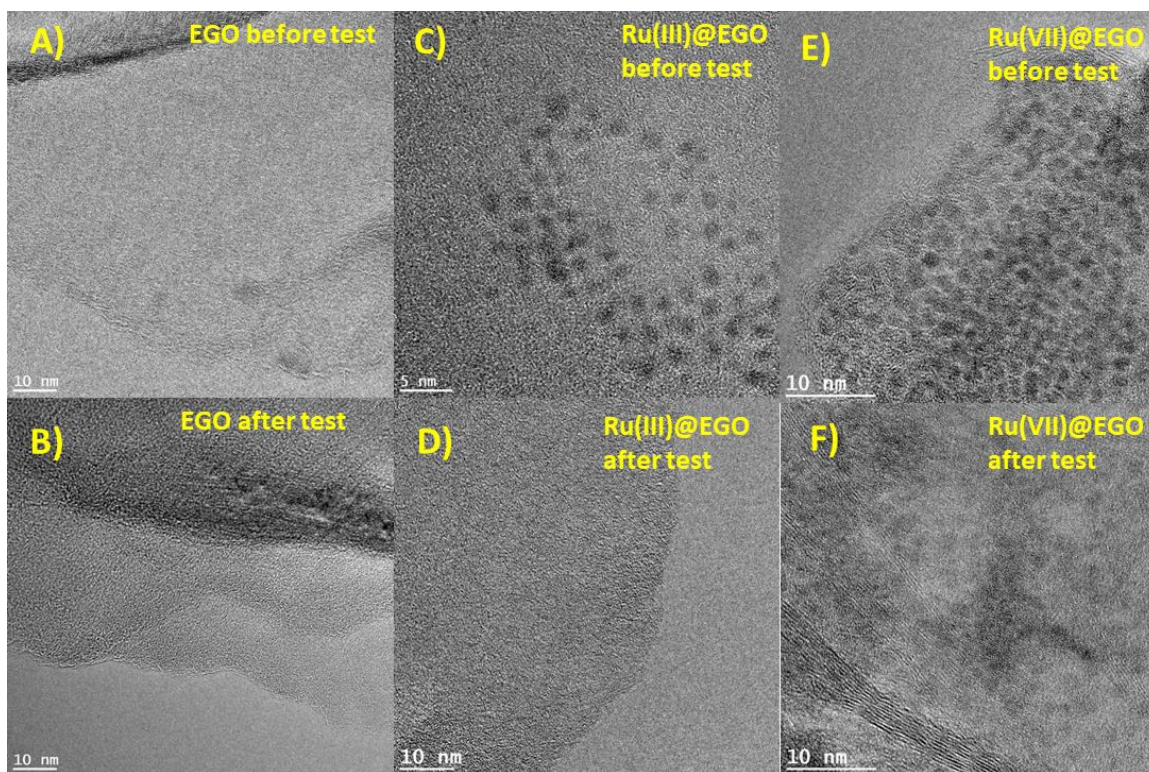 A)
EGO before test
10 nm
C)
Ru(III)@EGO
before test
5 nm
E)
Ru(VII)@EGO
before test
10 nm
B)
EGO after test
10 nm
D)
Ru(III)@EGO
after test
10 nm
F)
Ru(VII)@EGO
after test
10 nm